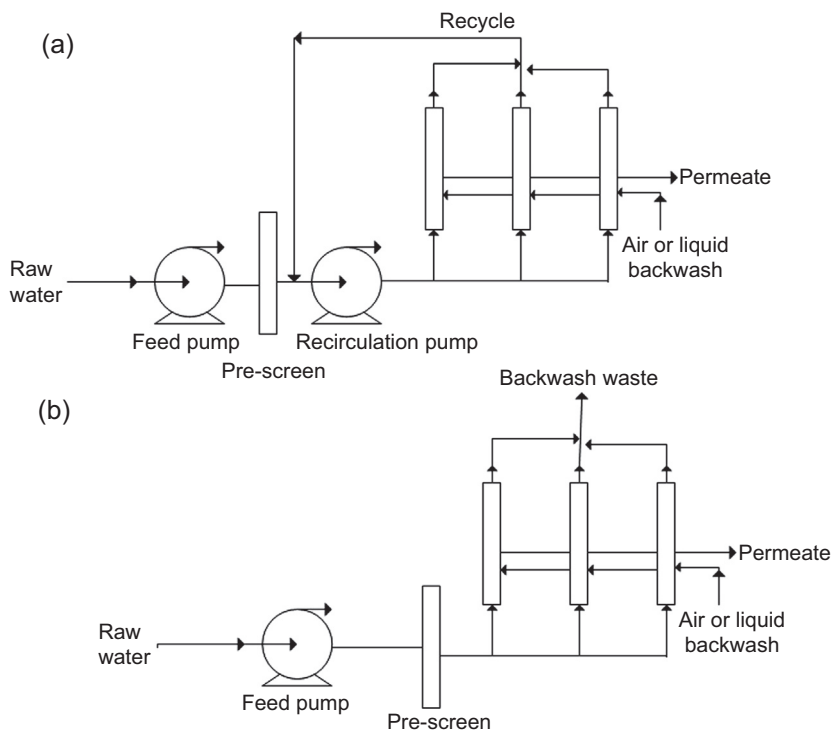 (a)
Recycle
Permeate
Air or liquid
backwash
Raw
water
Feed pump
Recirculation pump
Pre-screen
(b)
Backwash waste
Permeate
Air or liquid
backwash
Raw
water
Feed pump
Pre-screen